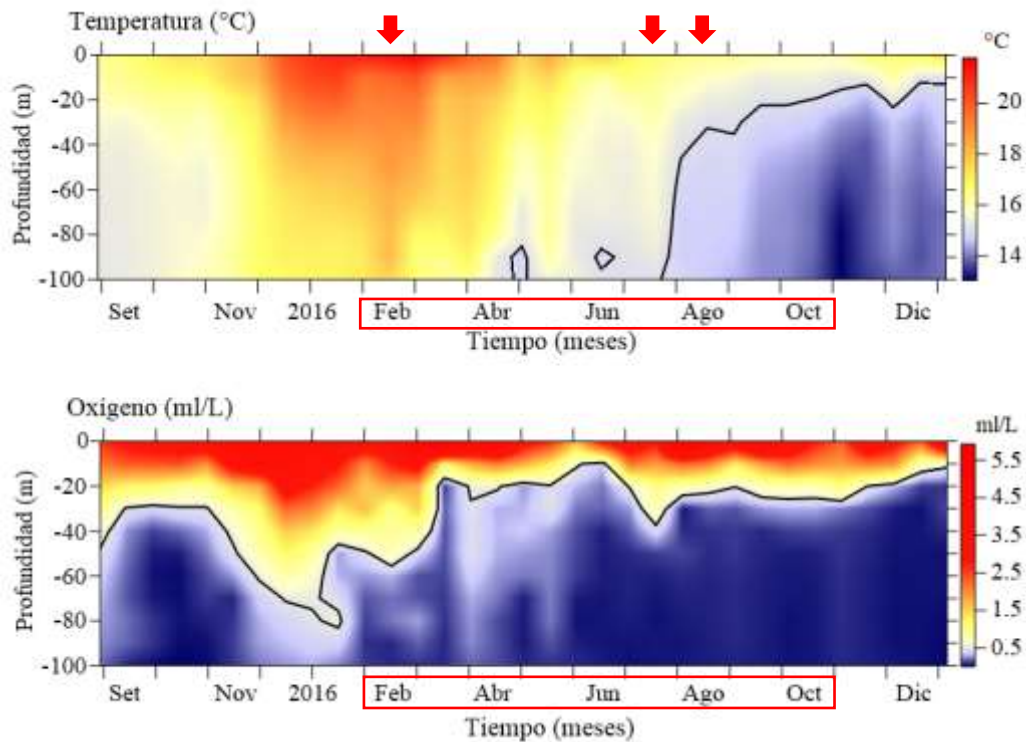 Temperatura (°C)
°C
0
-20
-40
-60
-80
-100
Profundidad (m)
20
18
16
14
Set Nov 2016 Feb Abr Jun Ago Oct Dic
Tiempo (meses)
Oxigeno (ml/L)
ml/L
0
-20
-40
-60
-80
-100
Profundidad (m)
5.5
4.5
3.5
2.5
1.5
0.5
Set Nov 2016 Feb Abr Jun Ago Oct Dic
Tiempo (meses)